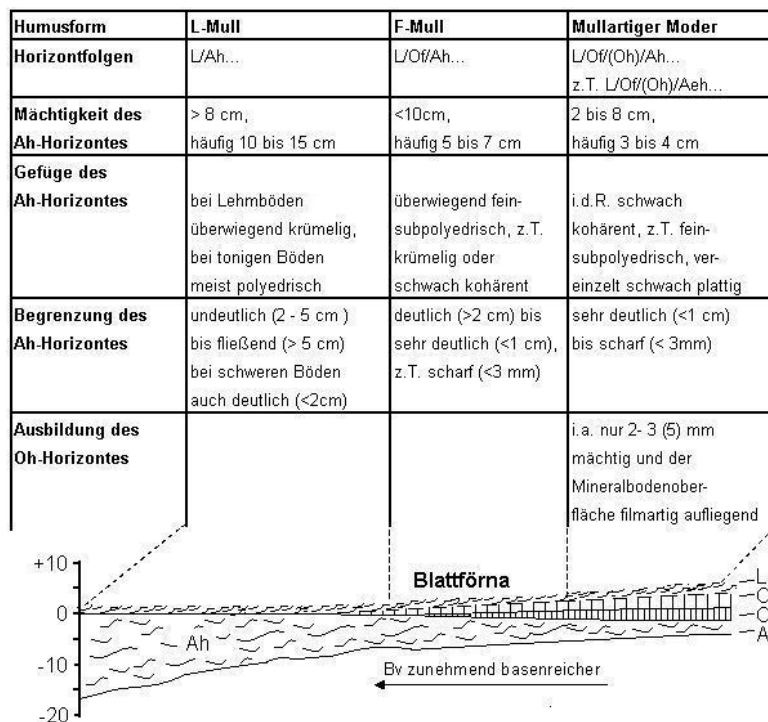 Humusform L-Mull F-Mull Mullartiger Moder
Horizontfolgen L/Ah... L/Of/Ah... L/Of/(Oh)/Ah...
z.T. L/Of/(Oh)/Aeh...
Mächtigkeit des > 8 cm, <10cm, 2 bis 8 cm,
Ah-Horizontes häufig 10 bis 15 cm häufig 5 bis 7 cm häufig 3 bis 4 cm
Gefüge des
Ah-Horizontes bei Lehmböden überwiegend fein- i.d.R. schwach
überwiegend krümelig, subpolyedrisch, z.T. kohärent, z.T. fein-
bei tonigen Böden krümelig oder subpolyedrisch, ver-
meist polyedrisch schwach kohärent einzelt schwach plattig
Begrenzung des undeutlich (2 - 5 cm ) deutlich (>2 cm) bis sehr deutlich (<1 cm)
Ah-Horizontes bis fließend (> 5 cm) sehr deutlich (<1 cm), bis scharf (< 3mm)
bei schweren Böden z.T. scharf (<3 mm)
auch deutlich (<2cm)
Ausbildung des i.a. nur 2- 3 (5) mm
Oh-Horizontes mächtig und der
Mineralbodenober-
fläche filmartig aufliegend
+10 Blattförna L
0
Ah
-10 Bv zunehmend basenreicher
-20